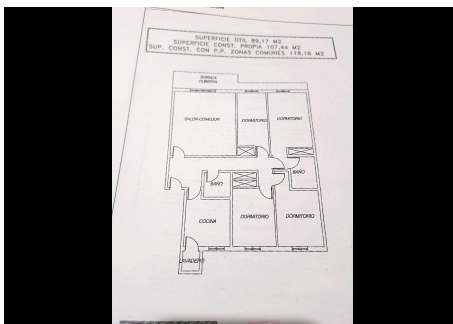 SUPERFICIE ÚTIL 89,17 M2
SUPERFICIE CONST. PROPIA 107,44 M2
SUP. CONST. CON P.P. ZONAS COMUNES 118,18 M2
TERRAZA
CUBIERTA
SALON-COMEDOR
DORMITORIO
DORMITORIO
BAÑO
BAÑO
COCINA
DORMITORIO
DORMITORIO
LAVADERO